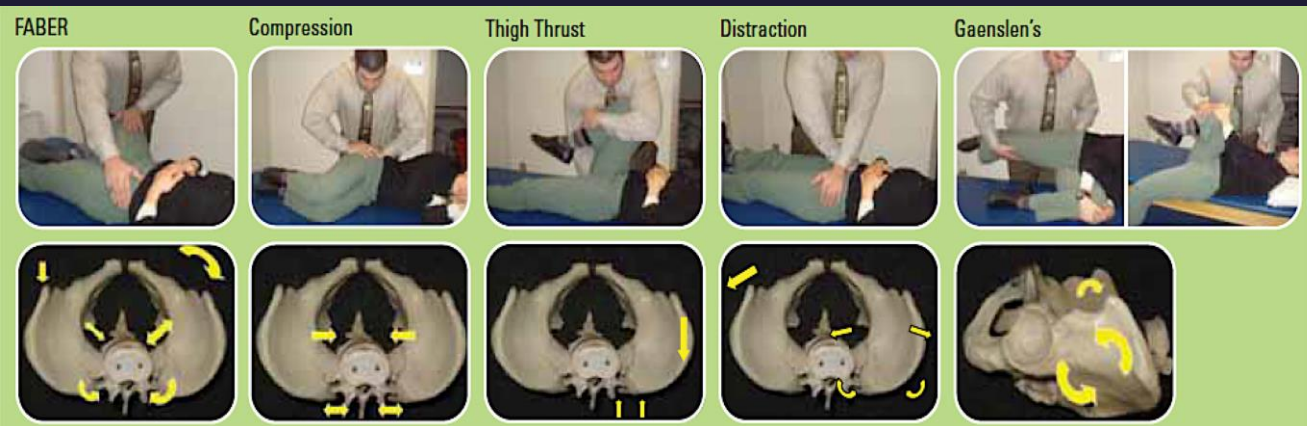 FABER
Compression
Thigh Thrust
Distraction
Gaenslen's